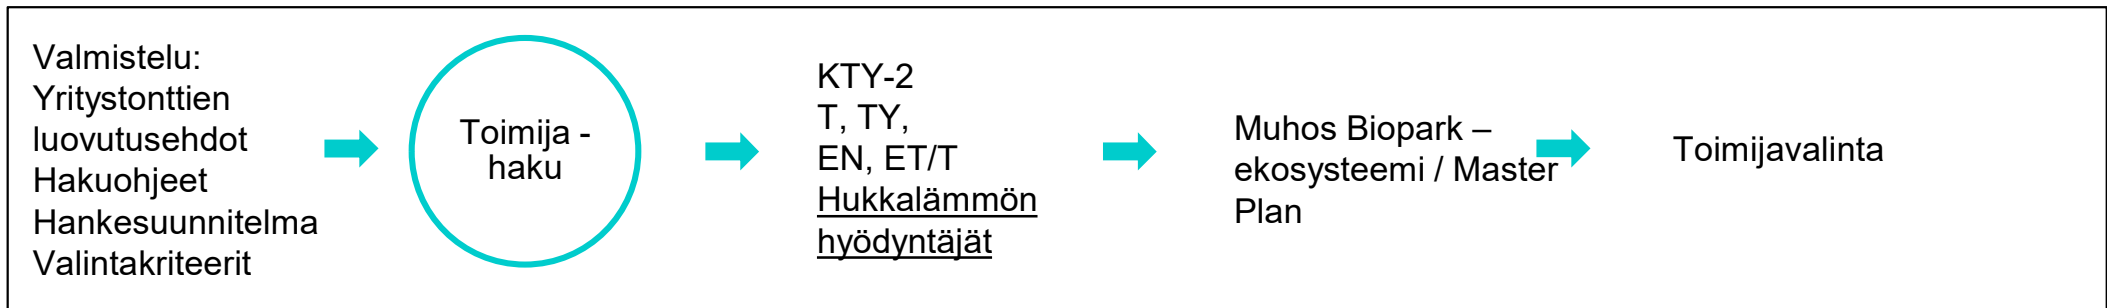 Valmistelu:
Yritystonttien
luovutusehdot
Hakuohjeet
Hankesuunnitelma
Valintakriteerit
Toimija -
haku
KTY-2
T, TY,
EN, ET/T
Hukkalämmön
hyödyntäjät
Muhos Biopark –
ekosysteemi / Master
Plan
Toimijavalinta